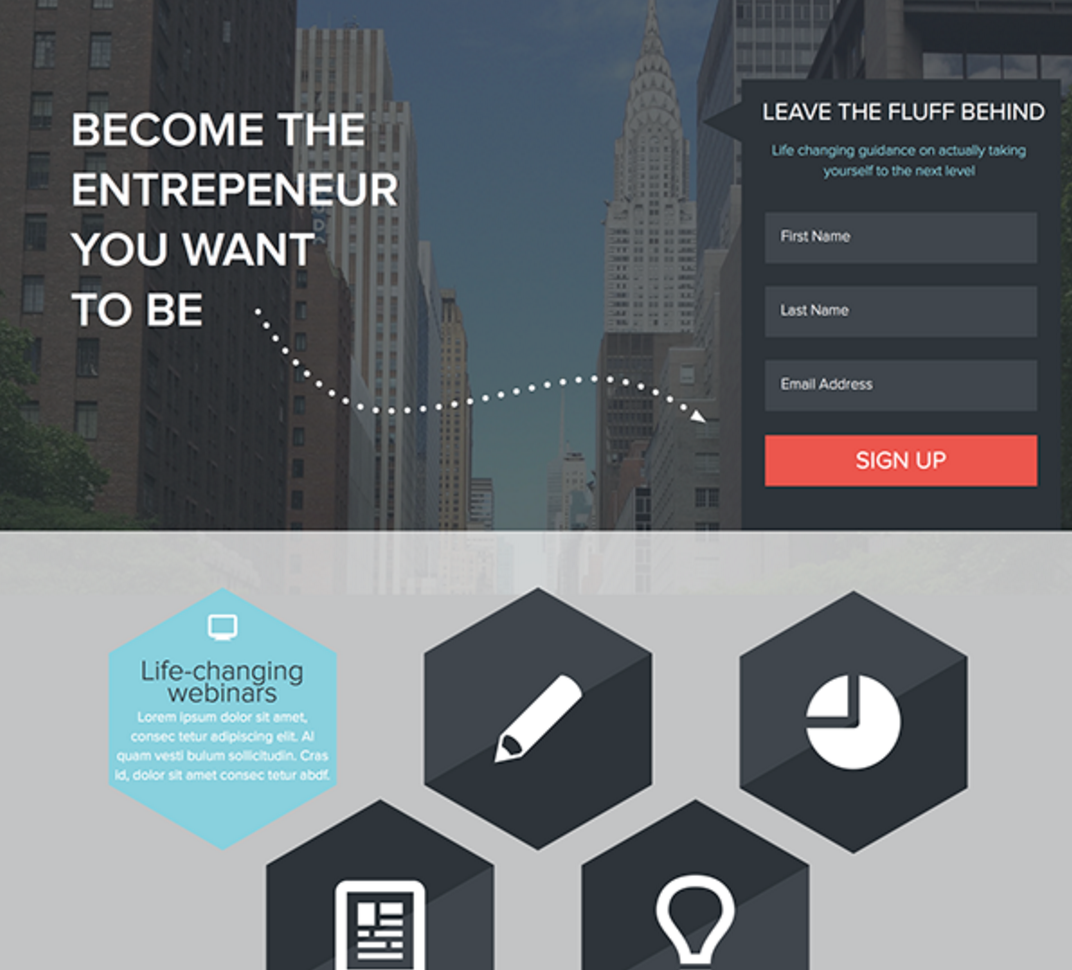 BECOME THE
ENTREPENEUR
YOU WANT
TO BE
LEAVE THE FLUFF BEHIND
Life changing guidance on actually taking
yourself to the next level
First Name
Last Name
Email Address
SIGN UP
Life-changing
webinars
Lorem ipsum dolor sit amet,
consec tetur adipiscing elit. Al
quam vesti bulum sollicitudin. Cras
id, dolor sit amet consec tetur abdf.